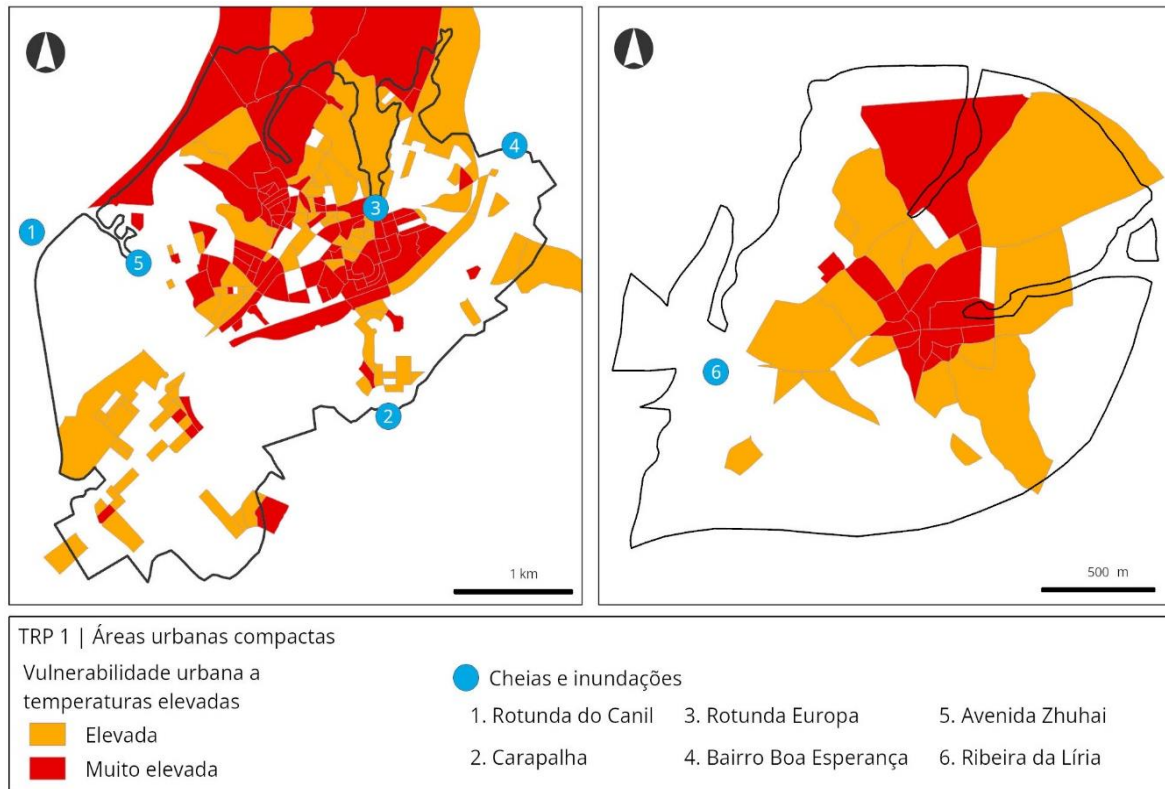 1
2
3
4
5
1 km
6
500 m
TRP 1 | Áreas urbanas compactas
Vulnerabilidade urbana a
temperaturas elevadas
Elevada
Muito elevada
Cheias e inundações
1. Rotunda do Canil
2. Carapalha
3. Rotunda Europa
4. Bairro Boa Esperança
5. Avenida Zhuhai
6. Ribeira da Líria